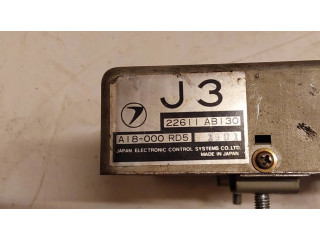 J3
22611 AB130
A18-000 RD5
JAPAN ELECTRONIC CONTROL SYSTEMS CO.LTD.
MADE IN JAPAN